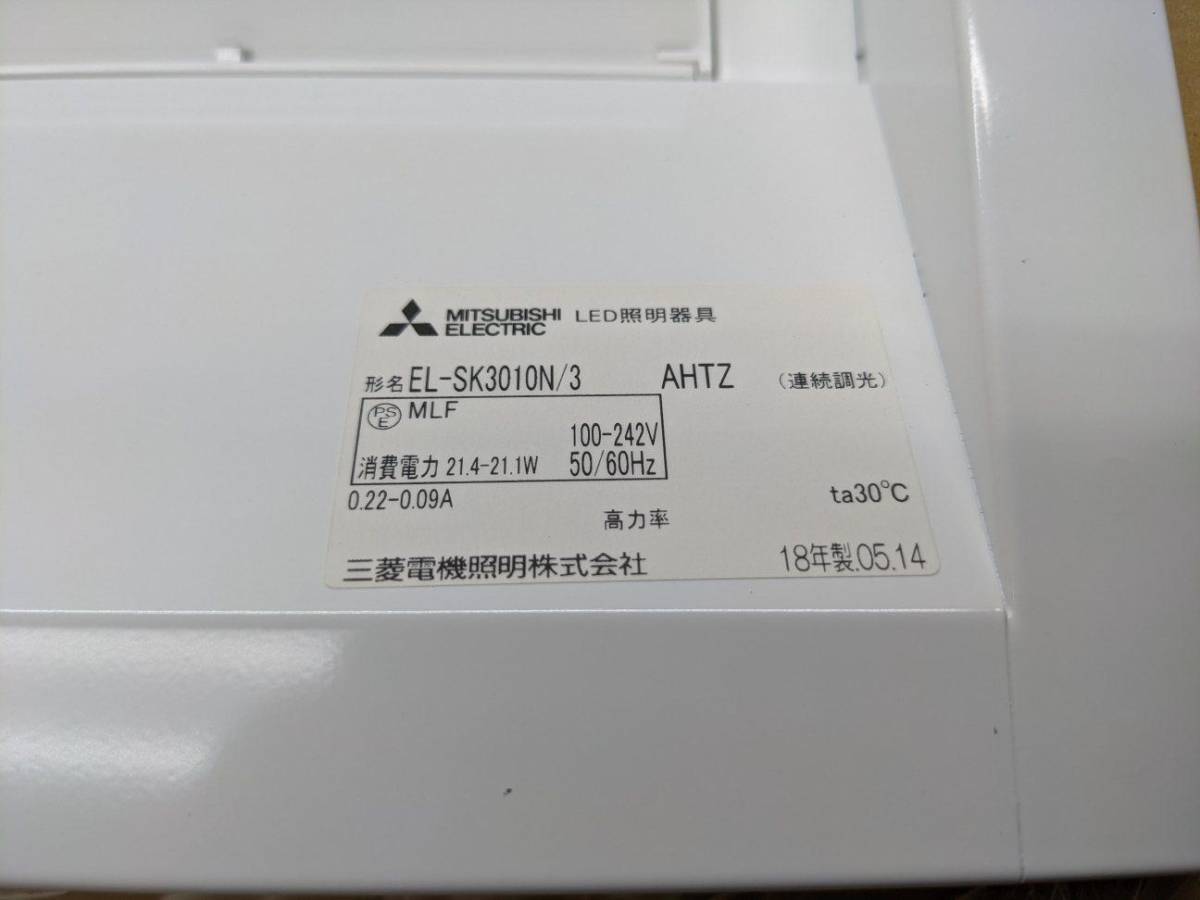 MITSUBISHI ELECTRIC LED照明器具
形名 EL-SK3010N/3 AHTZ (連続調光)
PSE MLF
100-242V
消費電力 21.4-21.1W 50/60Hz
0.22-0.09A
ta30℃
高力率
三菱電機照明株式会社 18年製.05.14